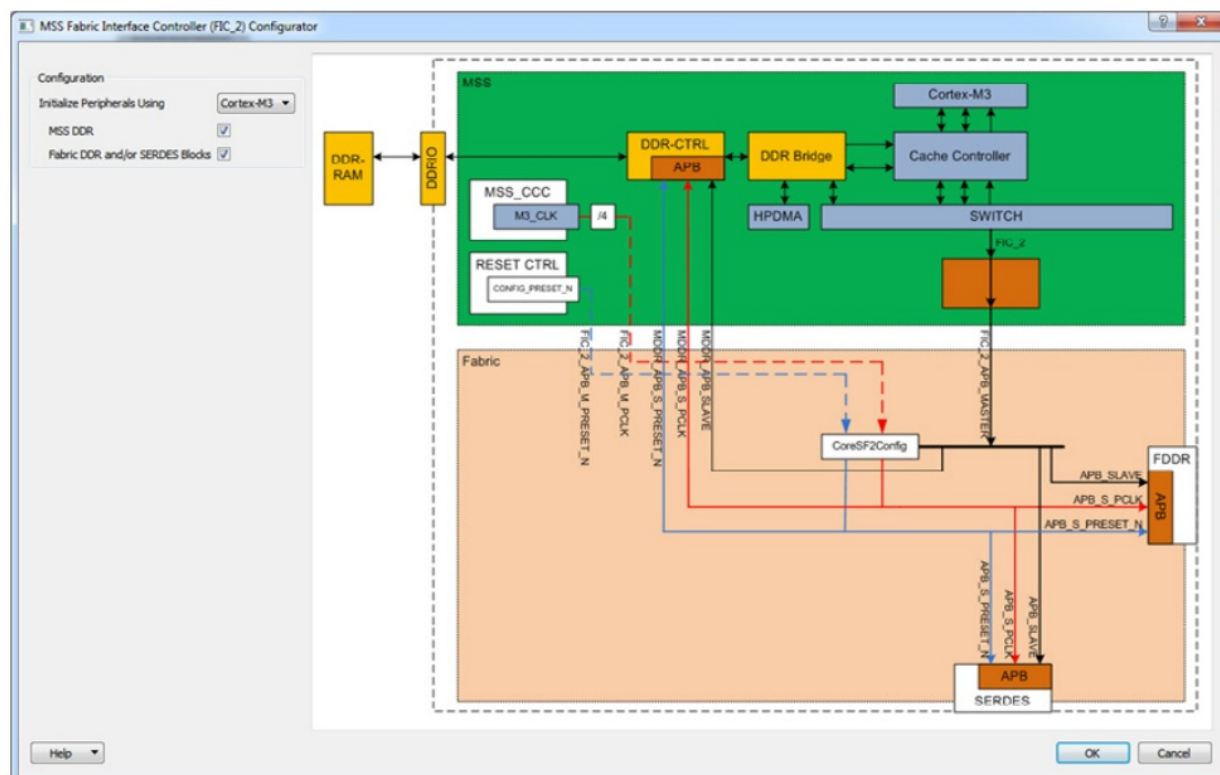 MSS Fabric Interface Controller (FIC_2) Configurator
?
Configuration
Initialize Peripherals Using
Cortex-M3
MSS DDR
Fabric DDR and/or SERDES Blocks
MSS
Cortex-M3
DDR-
RAM
DDRIO
DDR-CTRL
APB
DDR Bridge
Cache Controller
MSS_CCC
M3_CLK
/4
HPDMA
SWITCH
FIC_2
RESET CTRL
CONFIG_PRESET_N
Fabric
FIC_2_APB_M_PRESET_N
FIC_2_APB_M_PCLK
MDDR_APB_S_PRESET_N
MDDR_APB_S_PCLK
MDDR_APB_SLAVE
FIC_2_APB_MASTER
CoreSF2Config
FDDR
APB
APB_SLAVE
APB_S_PCLK
APB_S_PRESET_N
APB_S_PRESET_N
APB_S_PCLK
APB_SLAVE
APB
SERDES
Help
OK
Cancel